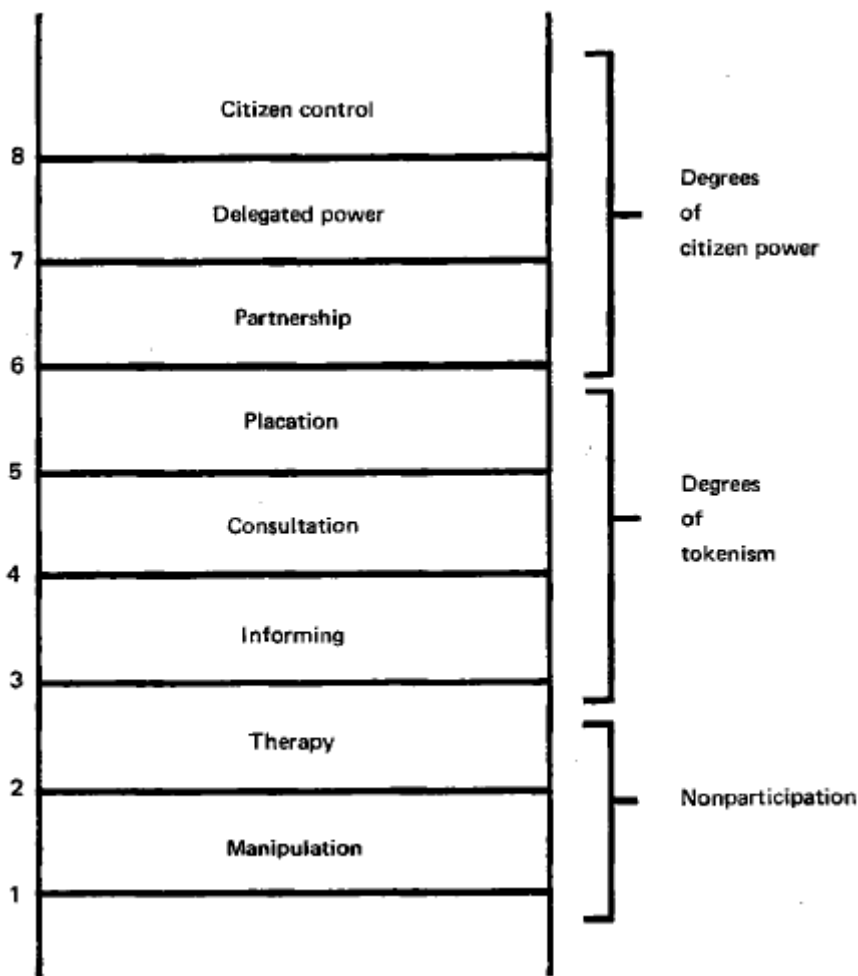 Citizen control
8
Delegated power
7
Partnership
6
Placation
5
Consultation
4
Informing
3
Therapy
2
Manipulation
1
Degrees
of
citizen power
Degrees
of
tokenism
Nonparticipation